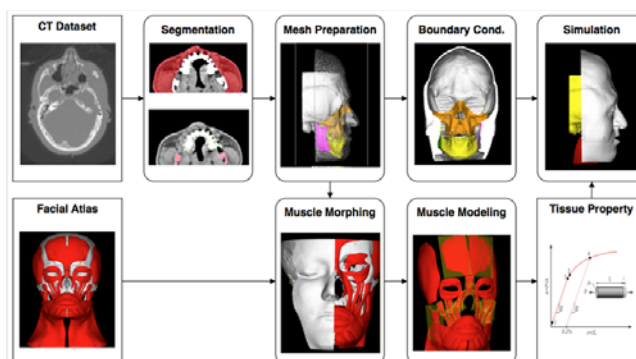 CT Dataset
Segmentation
Mesh Preparation
Boundary Cond.
Simulation
Facial Atlas
Muscle Morphing
Muscle Modeling
Tissue Property